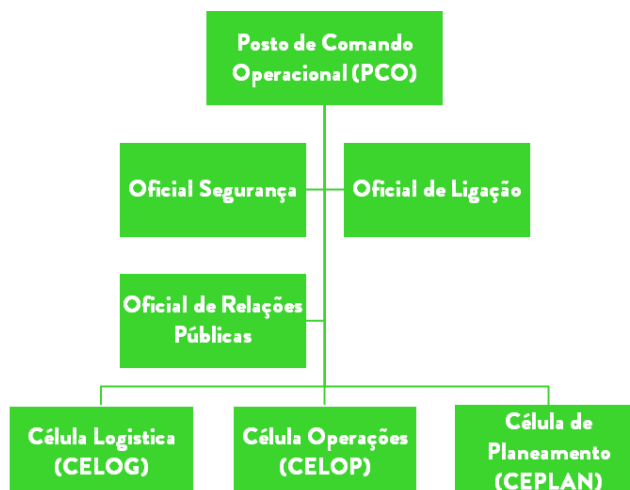 Posto de Comando
Operacional (PCO)
Oficial Segurança
Oficial de Ligação
Oficial de Relações
Públicas
Célula Logistica
(CELOG)
Célula Operações
(CELOP)
Célula de
Planeamento
(CEPLAN)